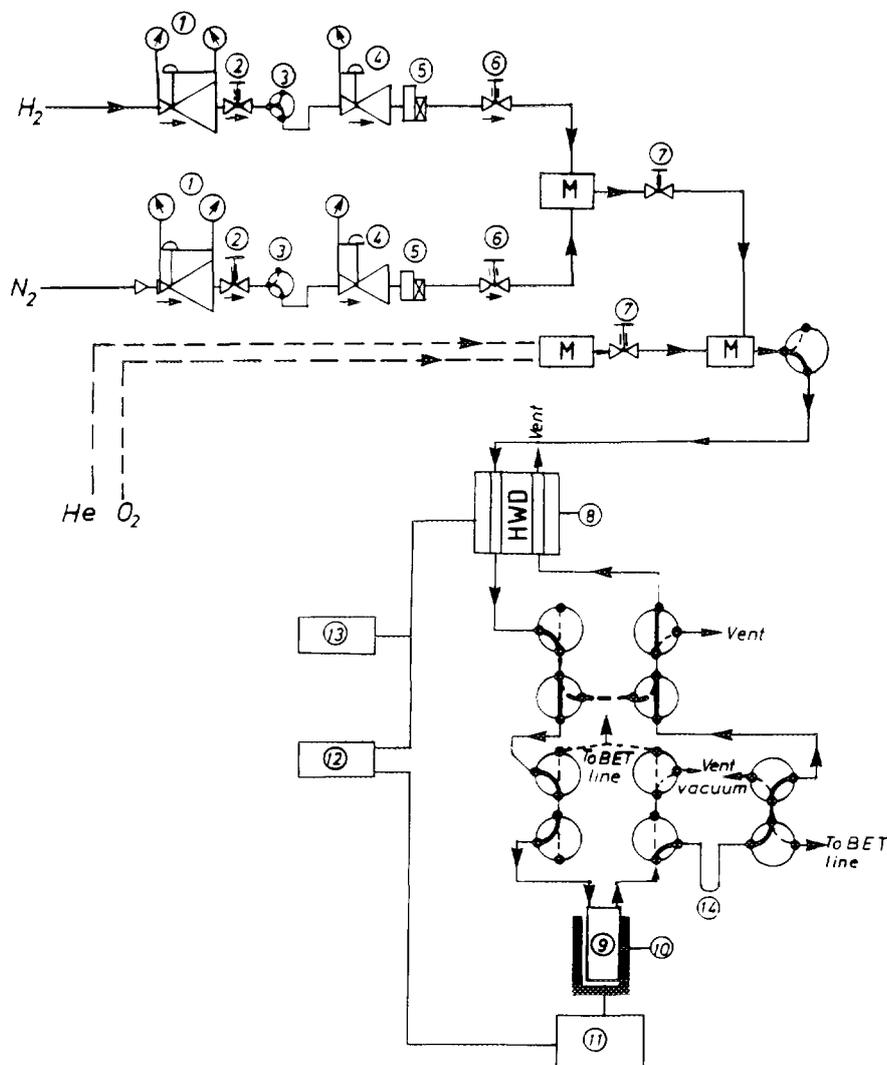 ① ② ③ ④ ⑤ ⑥
H₂
M ⑦
① ② ③ ④ ⑤ ⑥
N₂
⑦
M M
Vent
He O₂
HWD ⑧
⑬
Vent
⑫
To BET
line
Vent
vacuum
To BET
line
⑭
⑨ ⑩
⑪